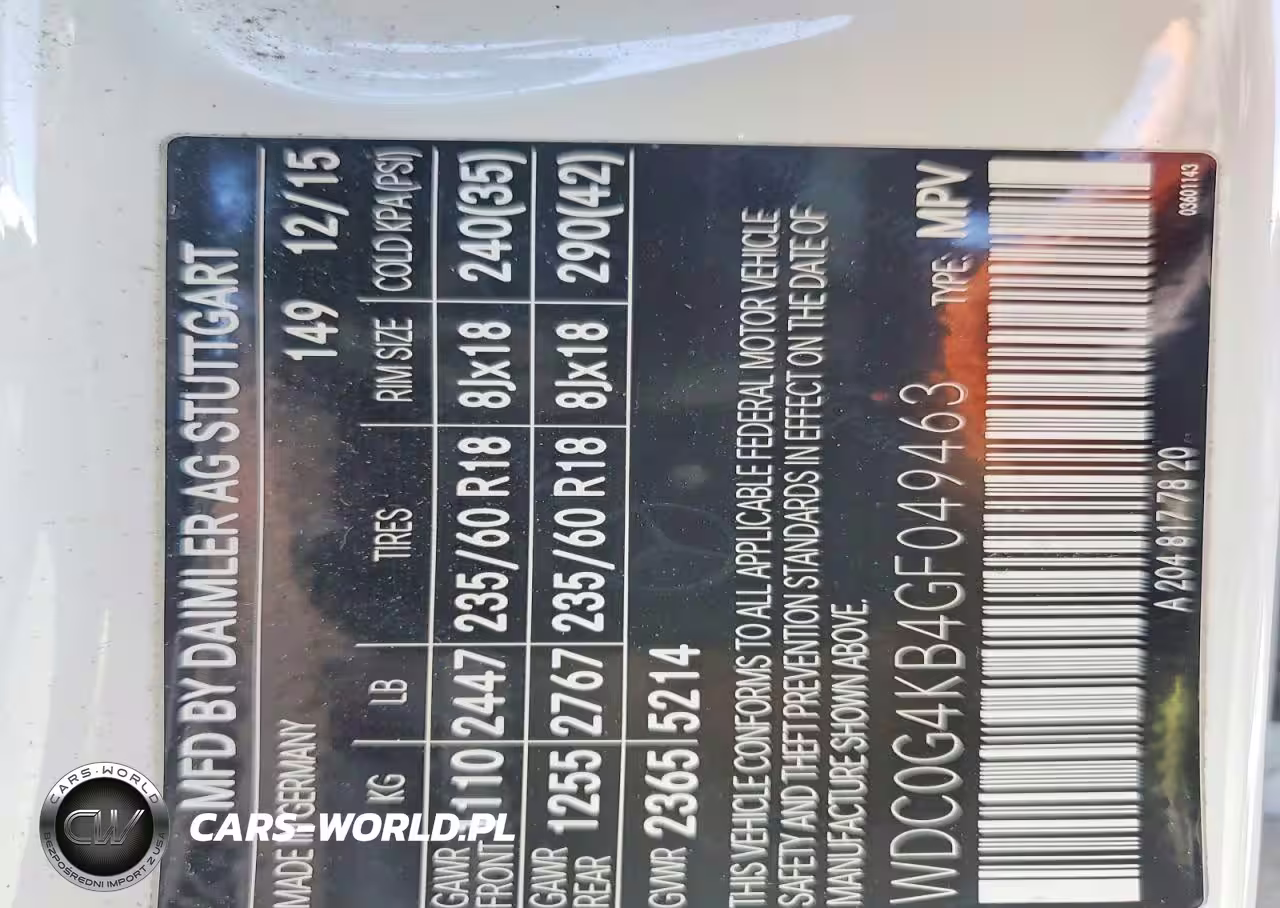 MFD BY DAIMLER AG STUTTGART
MADE IN GERMANY 149 12/15
KG LB TIRES RIM SIZE COLD KPA(PSI)
GAWR FRONT 1110 2447 235/60 R18 8Jx18 240(35)
GAWR REAR 1255 2767 235/60 R18 8Jx18 290(42)
GVWR 2365 5214
THIS VEHICLE CONFORMS TO ALL APPLICABLE FEDERAL MOTOR VEHICLE
SAFETY AND THEFT PREVENTION STANDARDS IN EFFECT ON THE DATE OF
MANUFACTURE SHOWN ABOVE.
WDC0G4KB4GF049463 TYPE: MPV
A 204 817 78 20 03601143
CARS-WORLD
CW
BEZPOŚREDNI IMPORT Z USA
CARS-WORLD.PL